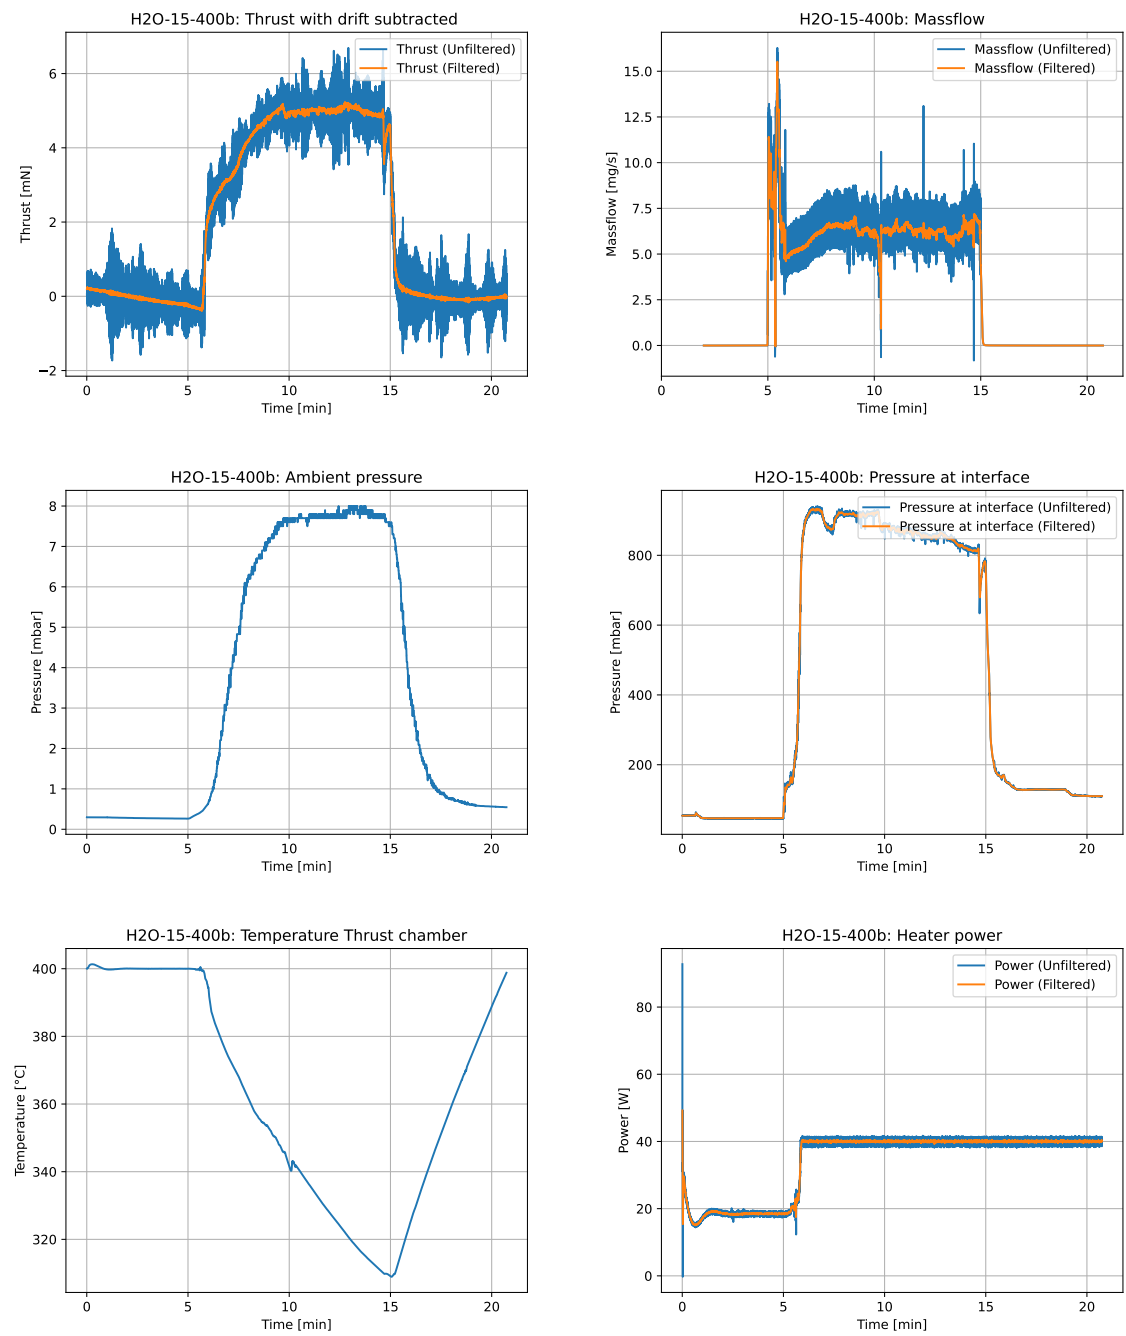 H2O-15-400b: Thrust with drift subtracted
Thrust (Unfiltered)
Thrust (Filtered)
Thrust [mN]
6
4
2
0
−2
0 5 10 15 20
Time [min]
H2O-15-400b: Massflow
Massflow (Unfiltered)
Massflow (Filtered)
Massflow [mg/s]
15.0
12.5
10.0
7.5
5.0
2.5
0.0
0 5 10 15 20
Time [min]
H2O-15-400b: Ambient pressure
Pressure [mbar]
8
7
6
5
4
3
2
1
0
0 5 10 15 20
Time [min]
H2O-15-400b: Pressure at interface
Pressure at interface (Unfiltered)
Pressure at interface (Filtered)
Pressure [mbar]
800
600
400
200
0 5 10 15 20
Time [min]
H2O-15-400b: Temperature Thrust chamber
Temperature [°C]
400
380
360
340
320
0 5 10 15 20
Time [min]
H2O-15-400b: Heater power
Power (Unfiltered)
Power (Filtered)
Power [W]
80
60
40
20
0
0 5 10 15 20
Time [min]